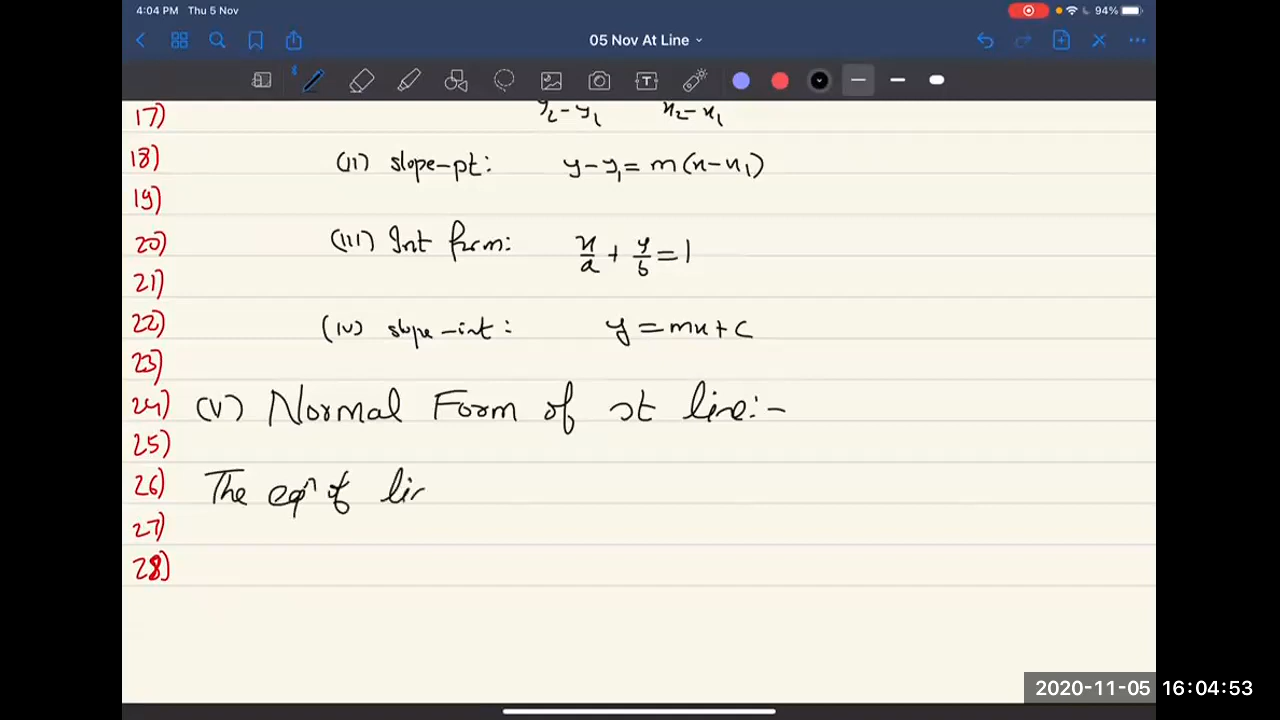 4:04 PM Thu 5 Nov
94%
05 Nov At Line
17) y₂-y₁ x₂-x₁
18) (II) slope-pt: y-y₁ = m(x-x₁)
19)
20) (III) Int form: x/a + y/b = 1
21)
22) (IV) slope-int: y = mx+c
23)
24) (V) Normal Form of st line:-
25)
26) The eqⁿ of lin
27)
28)
2020-11-05 16:04:53